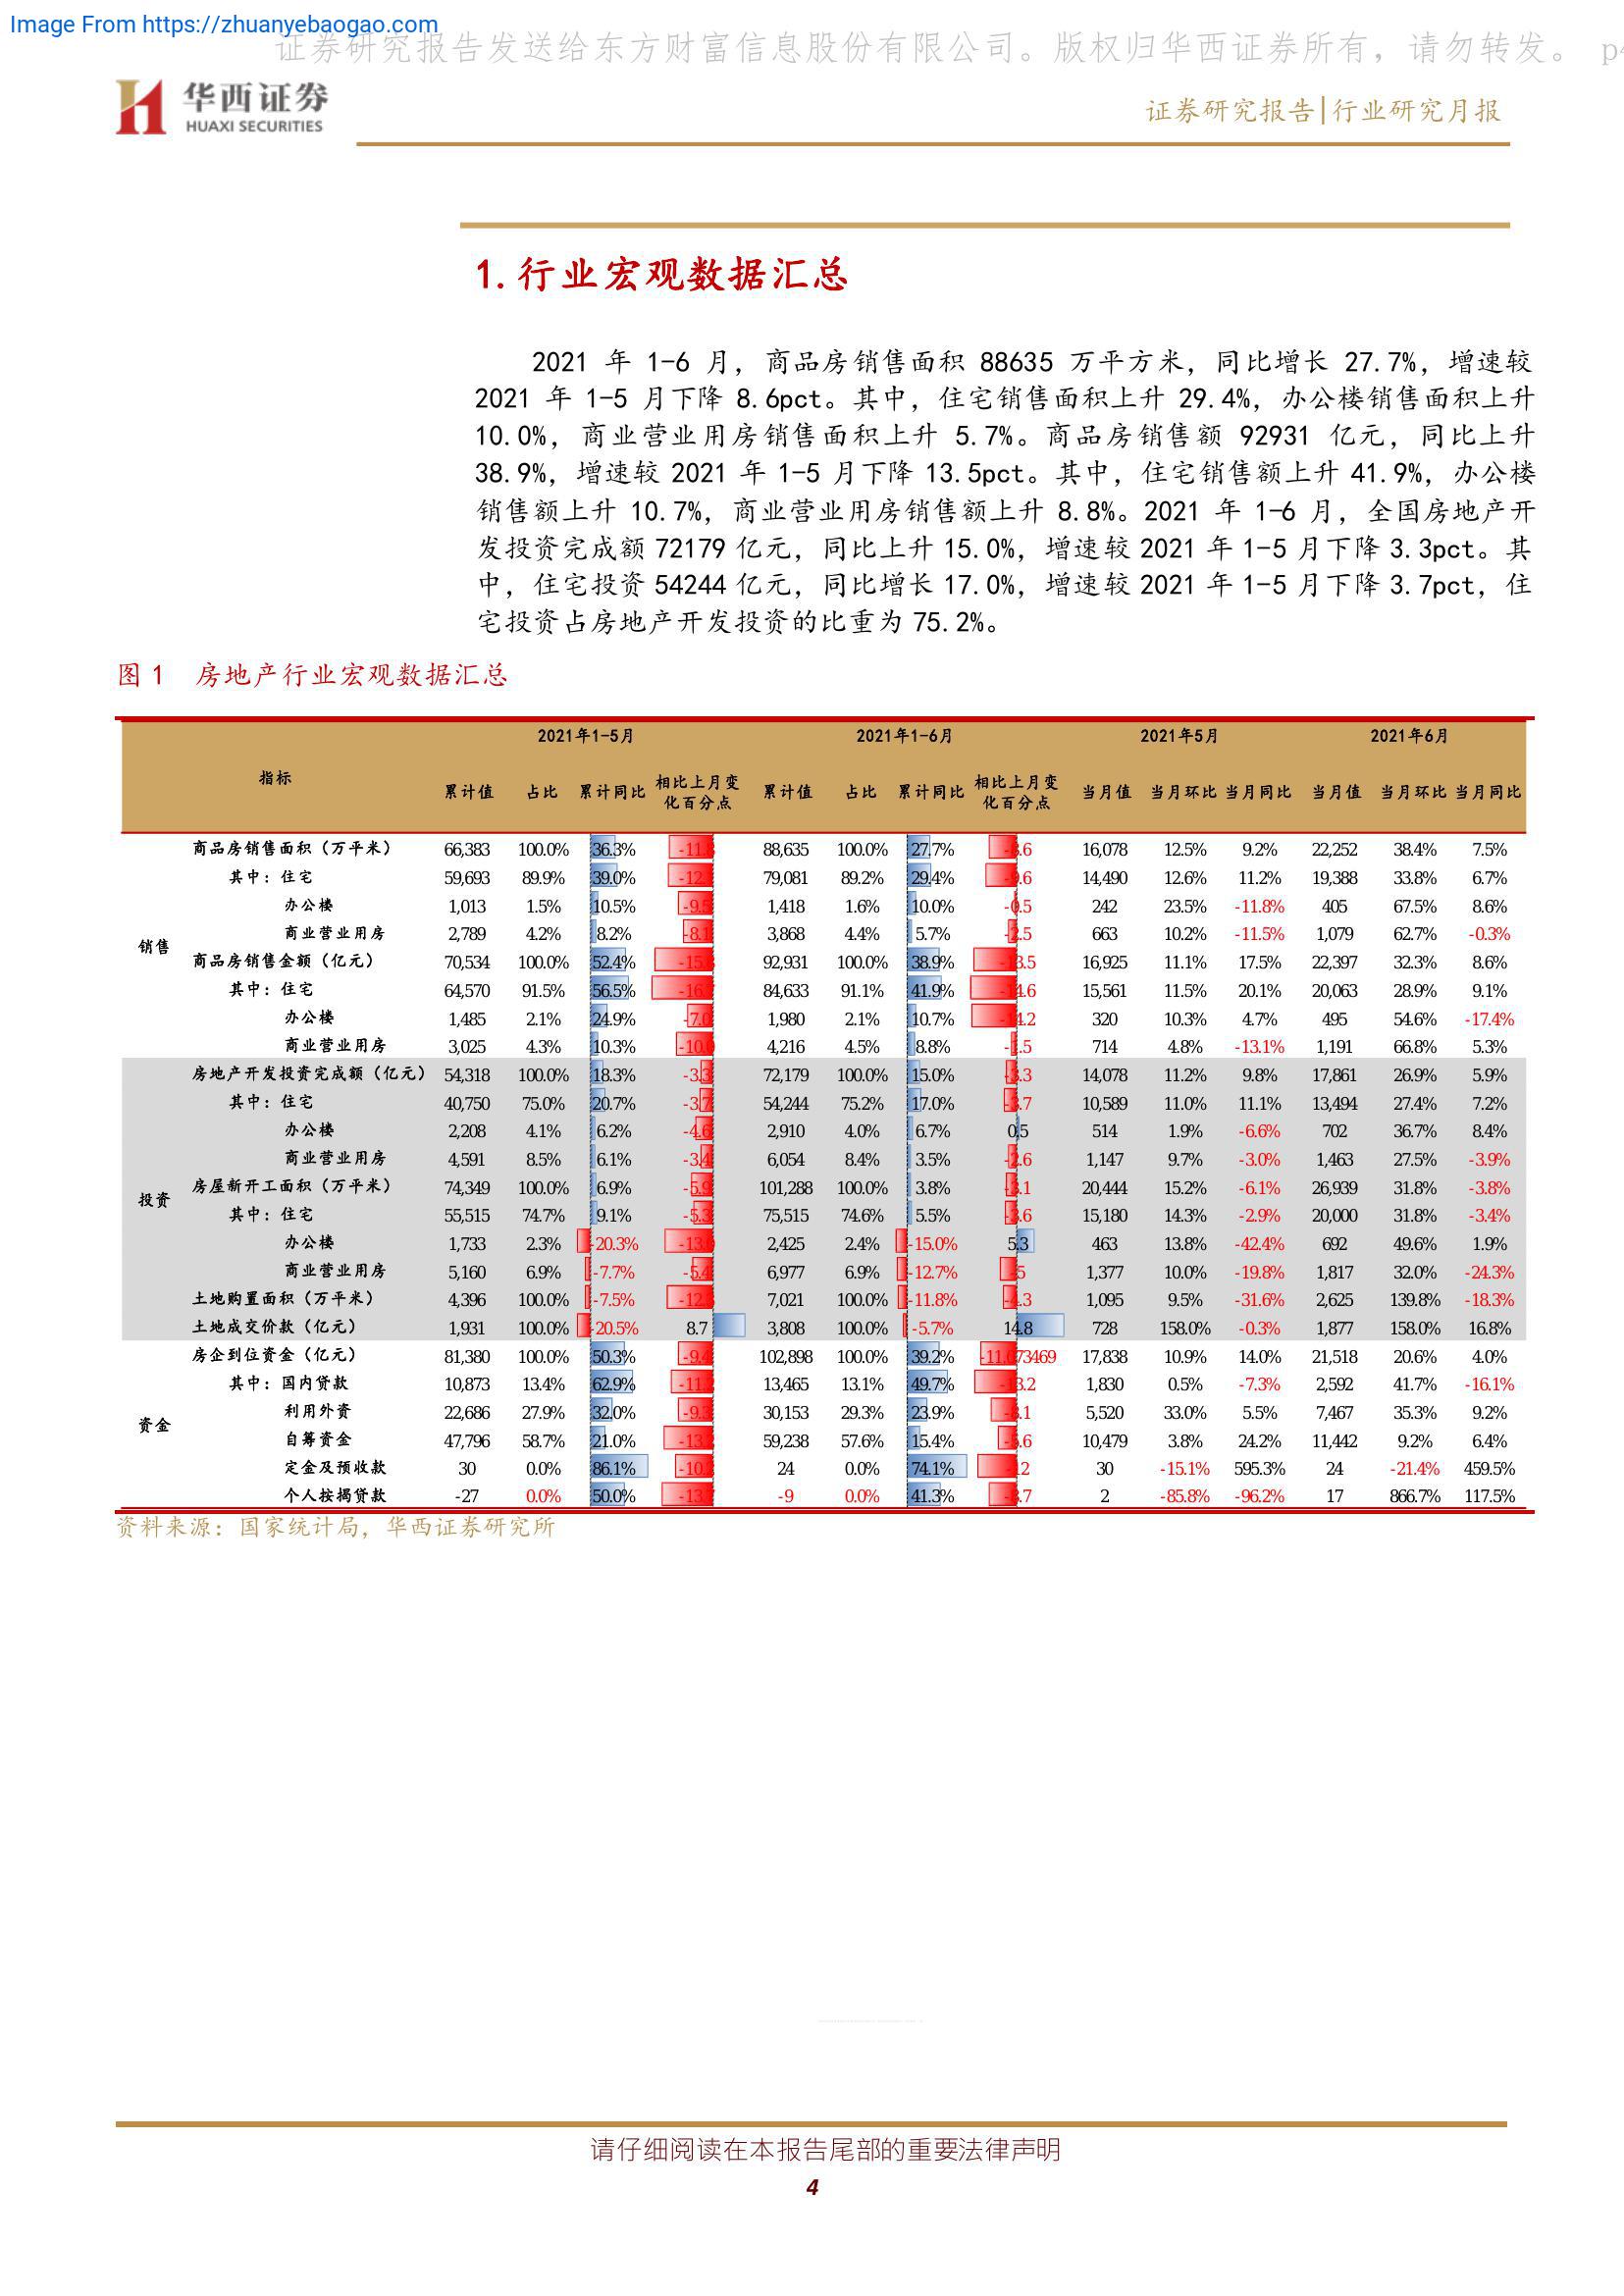 Image From https://zhuanyebaogao.com
证券研究报告发送给东方财富信息股份有限公司。版权归华西证券所有，请勿转发。 p4
华西证券
HUAXI SECURITIES
证券研究报告|行业研究月报
1.行业宏观数据汇总
2021 年 1-6 月，商品房销售面积 88635 万平方米，同比增长 27.7%，增速较
2021 年 1-5 月下降 8.6pct。其中，住宅销售面积上升 29.4%，办公楼销售面积上升
10.0%，商业营业用房销售面积上升 5.7%。商品房销售额 92931 亿元，同比上升
38.9%，增速较 2021 年 1-5 月下降 13.5pct。其中，住宅销售额上升 41.9%，办公楼
销售额上升 10.7%，商业营业用房销售额上升 8.8%。2021 年 1-6 月，全国房地产开
发投资完成额 72179 亿元，同比上升 15.0%，增速较 2021 年 1-5 月下降 3.3pct。其
中，住宅投资 54244 亿元，同比增长 17.0%，增速较 2021 年 1-5 月下降 3.7pct，住
宅投资占房地产开发投资的比重为 75.2%。
图 1 房地产行业宏观数据汇总
2021年1-5月 2021年1-6月 2021年5月 2021年6月
指标 累计值 占比 累计同比 相比上月变化百分点 累计值 占比 累计同比 相比上月变化百分点 当月值 当月环比 当月同比 当月值 当月环比 当月同比
商品房销售面积（万平米） 66,383 100.0% 36.3% 88,635 100.0% 27.7% -8.6 16,078 12.5% 9.2% 22,252 38.4% 7.5%
其中：住宅 59,693 89.9% 39.0% 79,081 89.2% 29.4% -9.6 14,490 12.6% 11.2% 19,388 33.8% 6.7%
办公楼 1,013 1.5% 10.5% -9.5 1,418 1.6% 10.0% -0.5 242 23.5% -11.8% 405 67.5% 8.6%
商业营业用房 2,789 4.2% 8.2% -8.1 3,868 4.4% 5.7% -2.5 663 10.2% -11.5% 1,079 62.7% -0.3%
销售
商品房销售金额（亿元） 70,534 100.0% 52.4% 92,931 100.0% 38.9% -13.5 16,925 11.1% 17.5% 22,397 32.3% 8.6%
其中：住宅 64,570 91.5% 56.5% 84,633 91.1% 41.9% -14.6 15,561 11.5% 20.1% 20,063 28.9% 9.1%
办公楼 1,485 2.1% 24.9% -7.0 1,980 2.1% 10.7% -14.2 320 10.3% 4.7% 495 54.6% -17.4%
商业营业用房 3,025 4.3% 10.3% 4,216 4.5% 8.8% -1.5 714 4.8% -13.1% 1,191 66.8% 5.3%
房地产开发投资完成额（亿元） 54,318 100.0% 18.3% -3.3 72,179 100.0% 15.0% -3.3 14,078 11.2% 9.8% 17,861 26.9% 5.9%
其中：住宅 40,750 75.0% 20.7% -3.7 54,244 75.2% 17.0% -3.7 10,589 11.0% 11.1% 13,494 27.4% 7.2%
办公楼 2,208 4.1% 6.2% -4.6 2,910 4.0% 6.7% 0.5 514 1.9% -6.6% 702 36.7% 8.4%
商业营业用房 4,591 8.5% 6.1% -3.4 6,054 8.4% 3.5% -2.6 1,147 9.7% -3.0% 1,463 27.5% -3.9%
投资
房屋新开工面积（万平米） 74,349 100.0% 6.9% -5.9 101,288 100.0% 3.8% -3.1 20,444 15.2% -6.1% 26,939 31.8% -3.8%
其中：住宅 55,515 74.7% 9.1% -5.3 75,515 74.6% 5.5% -3.6 15,180 14.3% -2.9% 20,000 31.8% -3.4%
办公楼 1,733 2.3% -20.3% 2,425 2.4% -15.0% 5.3 463 13.8% -42.4% 692 49.6% 1.9%
商业营业用房 5,160 6.9% -7.7% -5.4 6,977 6.9% -12.7% -5 1,377 10.0% -19.8% 1,817 32.0% -24.3%
土地购置面积（万平米） 4,396 100.0% -7.5% 7,021 100.0% -11.8% -4.3 1,095 9.5% -31.6% 2,625 139.8% -18.3%
土地成交价款（亿元） 1,931 100.0% -20.5% 8.7 3,808 100.0% -5.7% 14.8 728 158.0% -0.3% 1,877 158.0% 16.8%
房企到位资金（亿元） 81,380 100.0% 50.3% -9.4 102,898 100.0% 39.2% 17,838 10.9% 14.0% 21,518 20.6% 4.0%
其中：国内贷款 10,873 13.4% 62.9% 13,465 13.1% 49.7% -13.2 1,830 0.5% -7.3% 2,592 41.7% -16.1%
利用外资 22,686 27.9% 32.0% -9.3 30,153 29.3% 23.9% -8.1 5,520 33.0% 5.5% 7,467 35.3% 9.2%
资金
自筹资金 47,796 58.7% 21.0% 59,238 57.6% 15.4% -5.6 10,479 3.8% 24.2% 11,442 9.2% 6.4%
定金及预收款 30 0.0% 86.1% 24 0.0% 74.1% -12 30 -15.1% 595.3% 24 -21.4% 459.5%
个人按揭贷款 -27 0.0% 50.0% -9 0.0% 41.3% -8.7 2 -85.8% -96.2% 17 866.7% 117.5%
资料来源：国家统计局，华西证券研究所
请仔细阅读在本报告尾部的重要法律声明
4